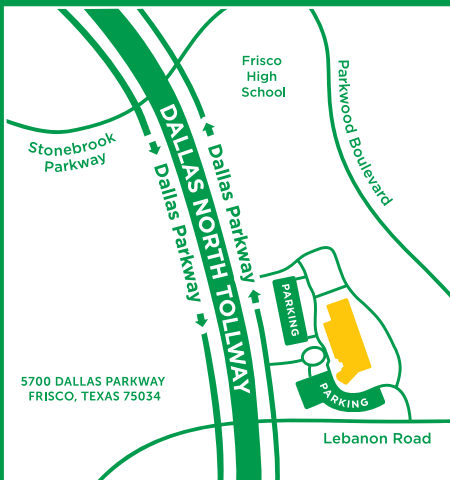 Frisco
High
School
Parkwood Boulevard
Stonebrook
Parkway
DALLAS NORTH TOLLWAY
Dallas Parkway
Dallas Parkway
PARKING
PARKING
5700 DALLAS PARKWAY
FRISCO, TEXAS 75034
Lebanon Road